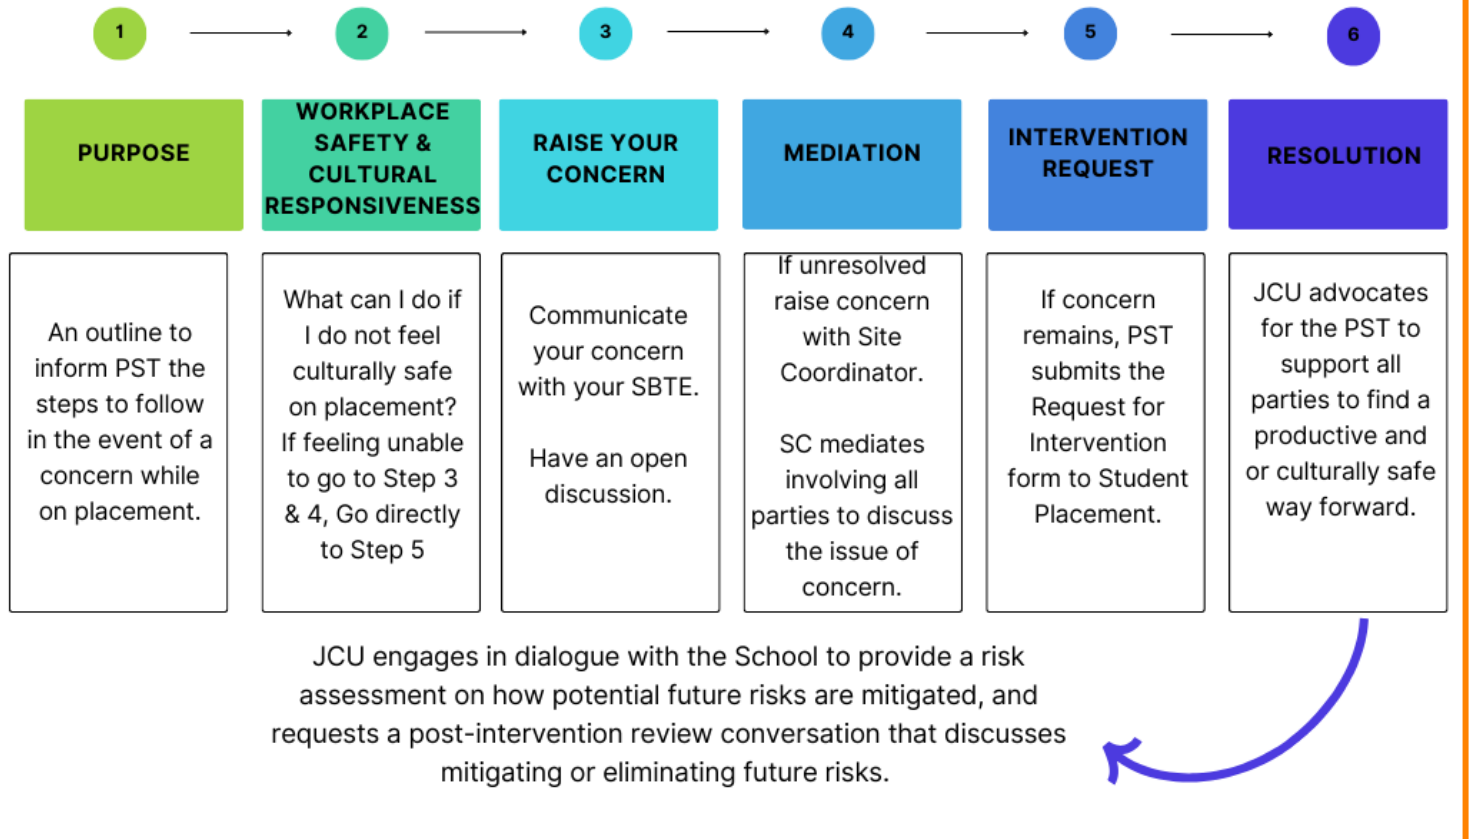 1
2
3
4
5
6
PURPOSE
WORKPLACE
SAFETY &
CULTURAL
RESPONSIVENESS
RAISE YOUR
CONCERN
MEDIATION
INTERVENTION
REQUEST
RESOLUTION
An outline to
inform PST the
steps to follow
in the event of a
concern while
on placement.
What can I do if
I do not feel
culturally safe
on placement?
If feeling unable
to go to Step 3
& 4, Go directly
to Step 5
Communicate
your concern
with your SBTE.
Have an open
discussion.
If unresolved
raise concern
with Site
Coordinator.
SC mediates
involving all
parties to discuss
the issue of
concern.
If concern
remains, PST
submits the
Request for
Intervention
form to Student
Placement.
JCU advocates
for the PST to
support all
parties to find a
productive and
or culturally safe
way forward.
JCU engages in dialogue with the School to provide a risk
assessment on how potential future risks are mitigated, and
requests a post-intervention review conversation that discusses
mitigating or eliminating future risks.